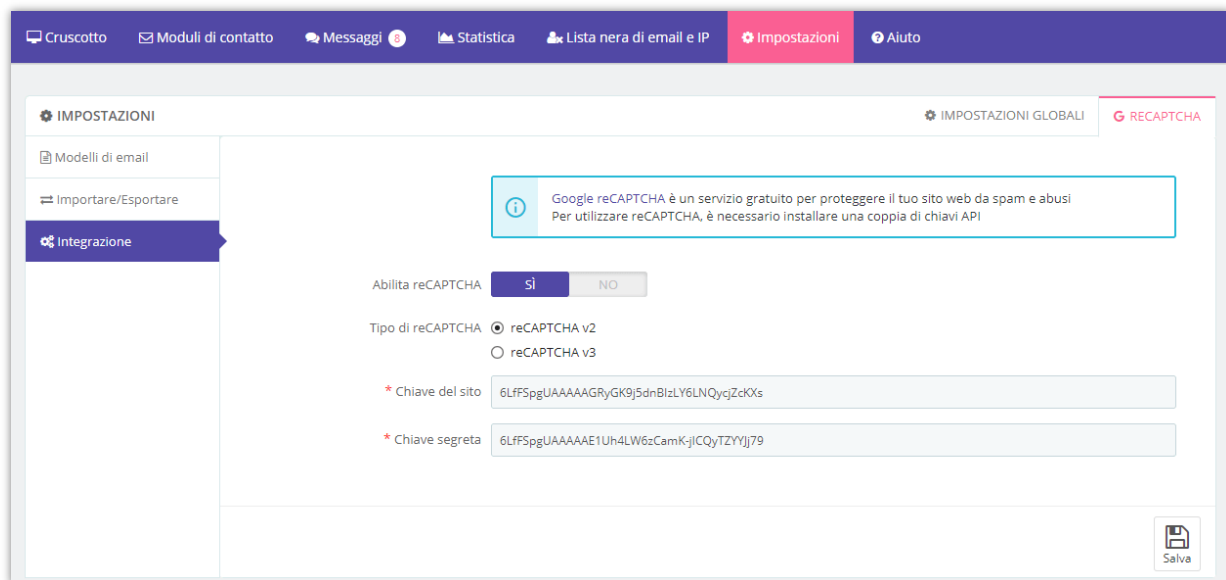 Cruscotto Moduli di contatto Messaggi 8 Statistica Lista nera di email e IP Impostazioni Aiuto
IMPOSTAZIONI IMPOSTAZIONI GLOBALI G RECAPTCHA
Modelli di email
Importare/Esportare
Integrazione
Google reCAPTCHA è un servizio gratuito per proteggere il tuo sito web da spam e abusi
Per utilizzare reCAPTCHA, è necessario installare una coppia di chiavi API
Abilita reCAPTCHA SÌ NO
Tipo di reCAPTCHA reCAPTCHA v2
reCAPTCHA v3
* Chiave del sito 6LfFSpgUAAAAAGRyGK9j5dnBIzLY6LNQycjZcKXs
* Chiave segreta 6LfFSpgUAAAAAE1Uh4LW6zCamK-jICQyTZYYJj79
Salva